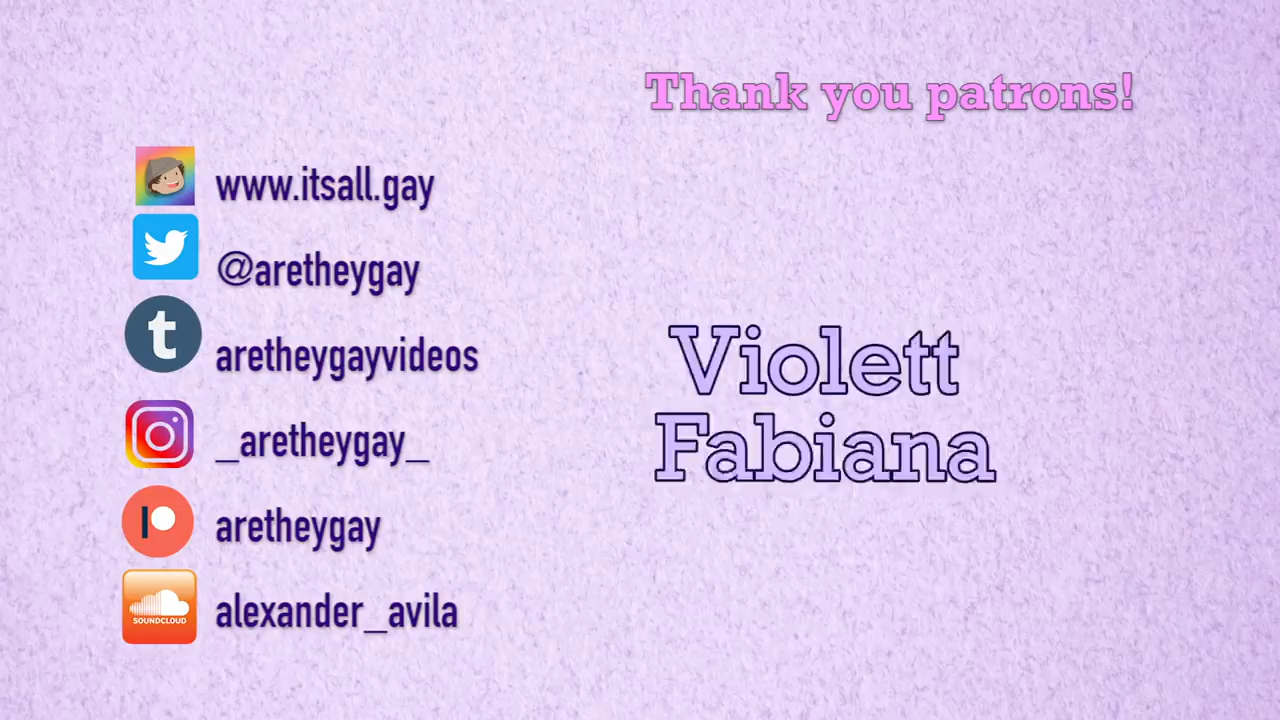 Thank you patrons!
www.itsall.gay
@aretheygay
aretheygayvideos
_aretheygay_
aretheygay
SOUNDCLOUD
alexander_avila
Violett
Fabiana